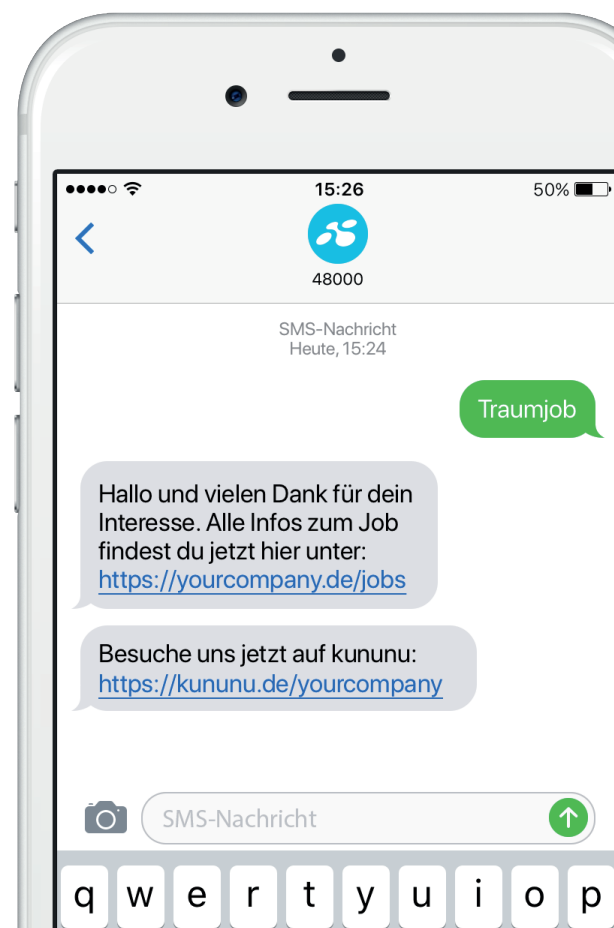 15:26
50%
48000
SMS-Nachricht
Heute, 15:24
Traumjob
Hallo und vielen Dank für dein
Interesse. Alle Infos zum Job
findest du jetzt hier unter:
https://yourcompany.de/jobs
Besuche uns jetzt auf kununu:
https://kununu.de/yourcompany
SMS-Nachricht
q w e r t y u i o p